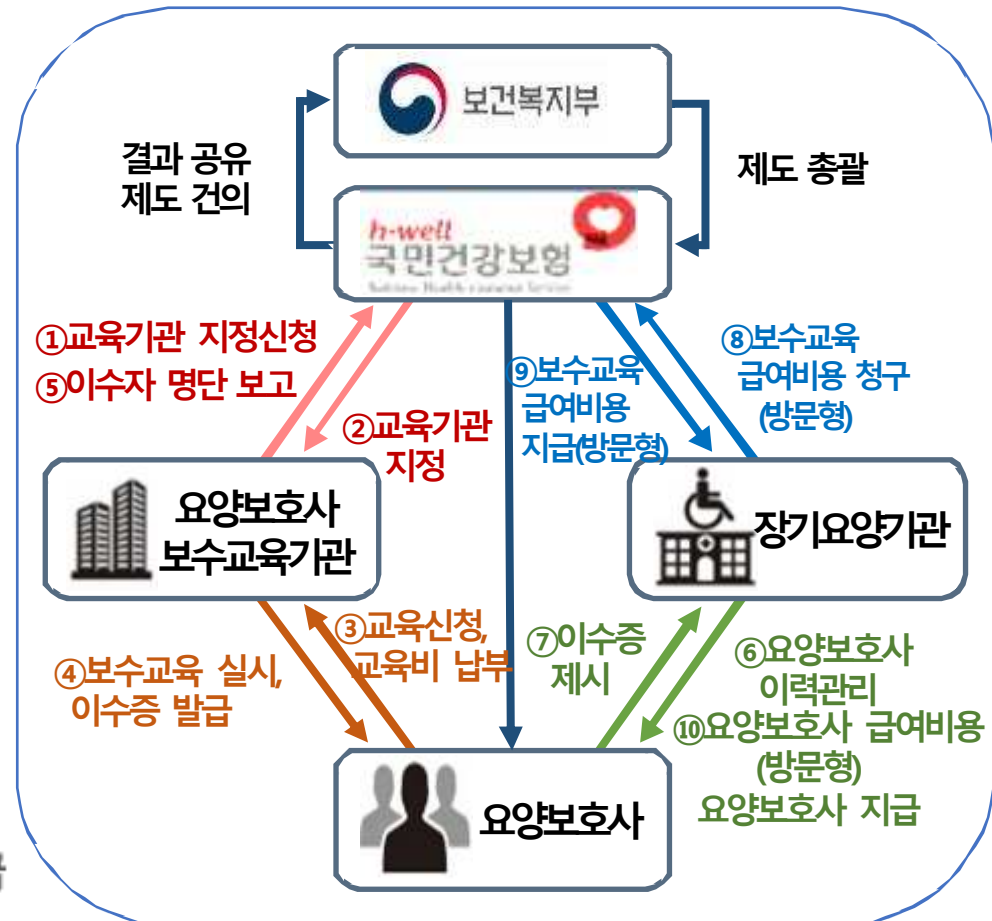 보건복지부
결과 공유
제도 건의
제도 총괄
h-well
국민건강보험
①교육기관 지정신청
⑤이수자 명단 보고
②교육기관
지정
⑨보수교육
급여비용
지급(방문형)
⑧보수교육
급여비용 청구
(방문형)
요양보호사
보수교육기관
장기요양기관
③교육신청,
교육비 납부
④보수교육 실시,
이수증 발급
⑦이수증
제시
⑥요양보호사
이력관리
⑩요양보호사 급여비용
(방문형)
요양보호사 지급
요양보호사